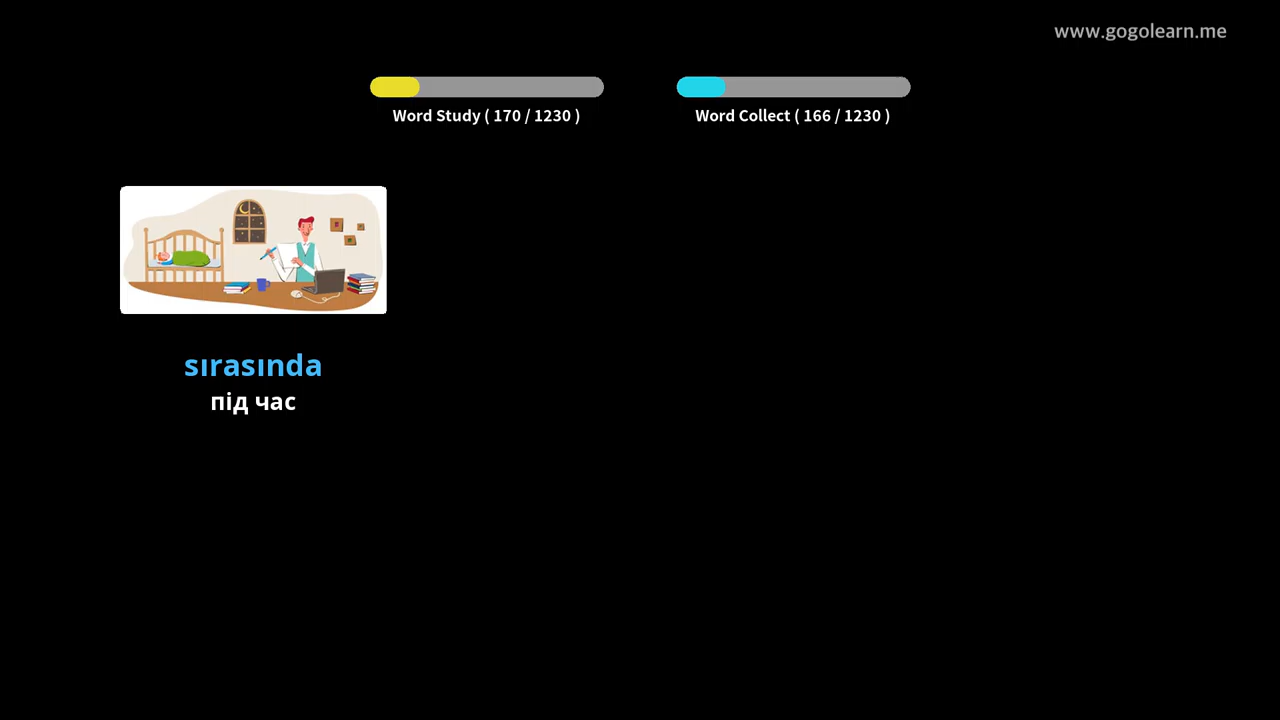 www.gogolearn.me
Word Study ( 170 / 1230 )
Word Collect ( 166 / 1230 )
sırasında
під час